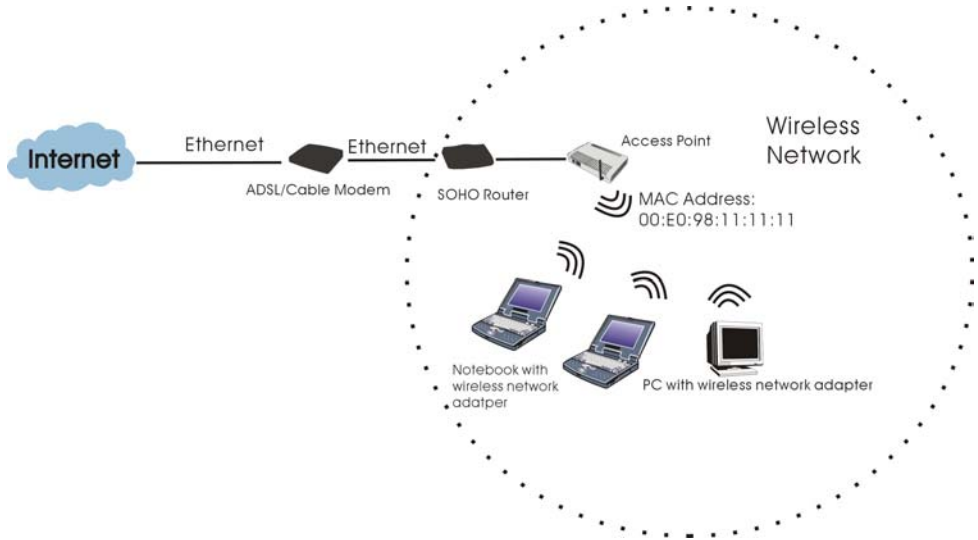 Internet
Ethernet
ADSL/Cable Modem
Ethernet
SOHO Router
Access Point
Wireless
Network
MAC Address:
00:E0:98:11:11:11
Notebook with
wireless network
adatper
PC with wireless network adapter